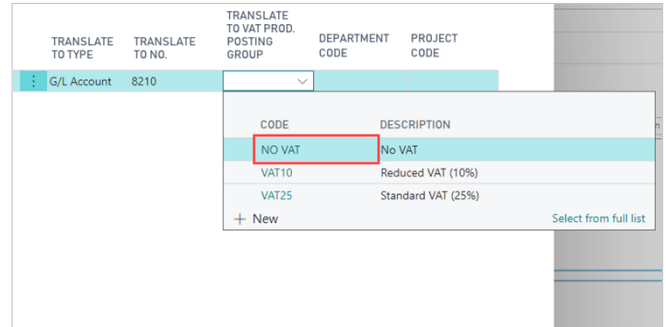 TRANSLATE TO TYPE
TRANSLATE TO NO.
TRANSLATE TO VAT PROD. POSTING GROUP
DEPARTMENT CODE
PROJECT CODE
G/L Account 8210
CODE DESCRIPTION
NO VAT No VAT
VAT10 Reduced VAT (10%)
VAT25 Standard VAT (25%)
+ New Select from full list